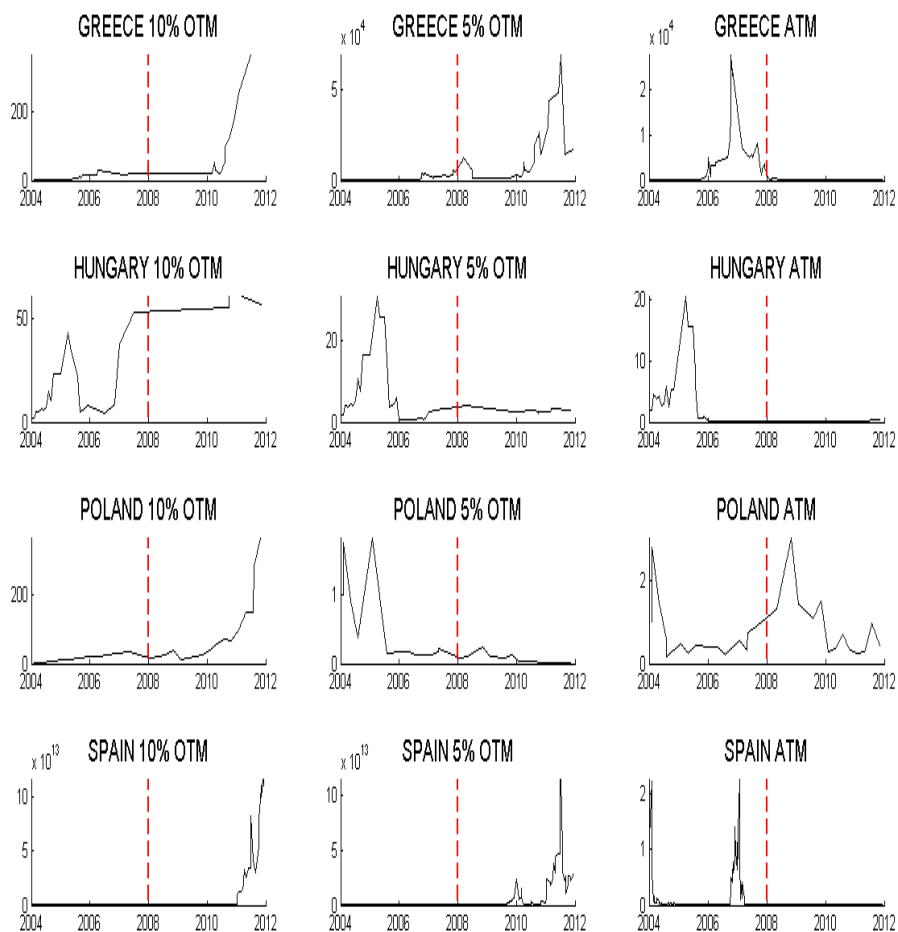 GREECE 10% OTM
200
0
2004 2006 2008 2010 2012
GREECE 5% OTM
x 10^4
5
0
2004 2006 2008 2010 2012
GREECE ATM
x 10^4
2
1
0
2004 2006 2008 2010 2012
HUNGARY 10% OTM
50
0
2004 2006 2008 2010 2012
HUNGARY 5% OTM
20
0
2004 2006 2008 2010 2012
HUNGARY ATM
20
10
0
2004 2006 2008 2010 2012
POLAND 10% OTM
200
0
2004 2006 2008 2010 2012
POLAND 5% OTM
1
0
2004 2006 2008 2010 2012
POLAND ATM
2
0
2004 2006 2008 2010 2012
SPAIN 10% OTM
x 10^13
10
5
0
2004 2006 2008 2010 2012
SPAIN 5% OTM
x 10^13
10
5
0
2004 2006 2008 2010 2012
SPAIN ATM
2
1
0
2004 2006 2008 2010 2012